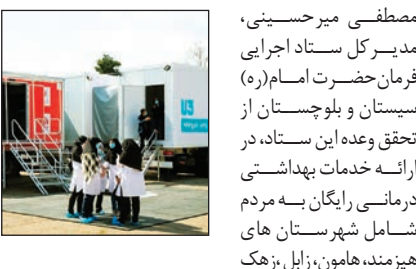 مصطفی میرحسینی،
مدیرکل ستاد اجرایی
فرمان حضرت امام(ره)
سیستان و بلوچستان از
تحقق وعده این ستاد، در
ارائه خدمات بهداشتی
درمانی رایگان به مردم
شامل شهرستان های
هیرمند، هامون، زابل، زهک